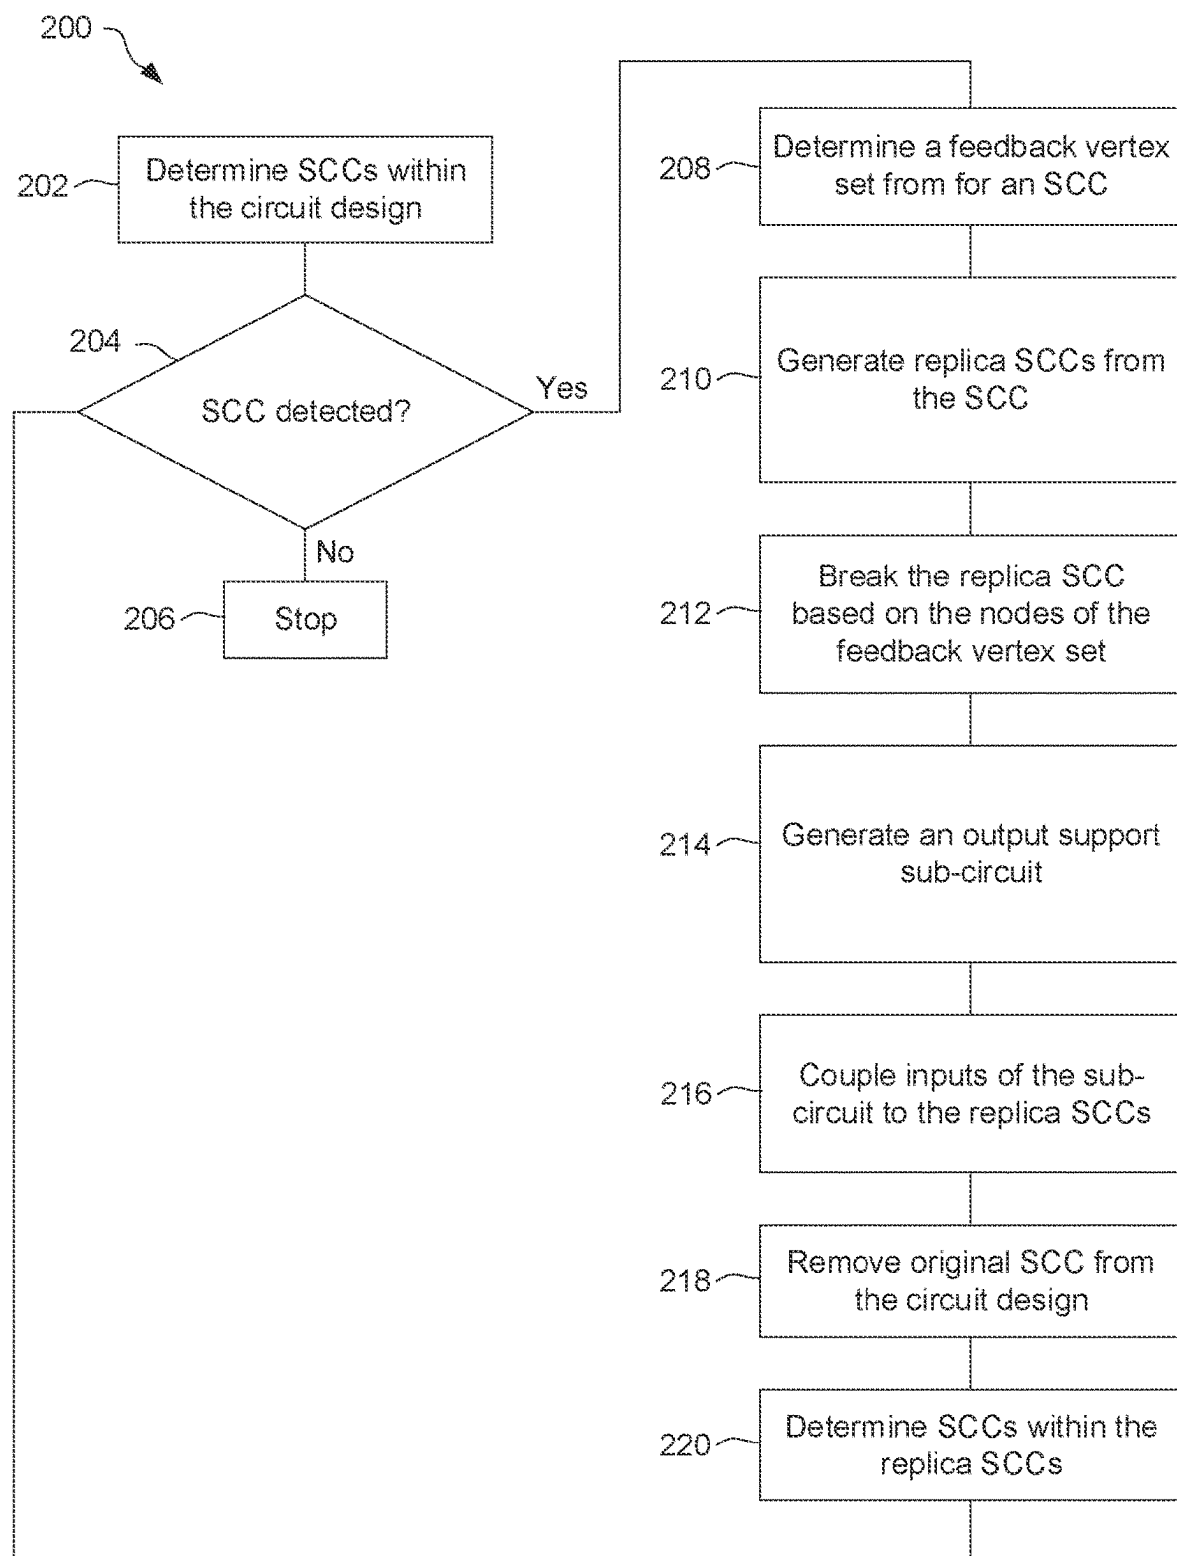 200
202
Determine SCCs within
the circuit design
204
SCC detected?
Yes
No
206
Stop
208
Determine a feedback vertex
set from for an SCC
210
Generate replica SCCs from
the SCC
212
Break the replica SCC
based on the nodes of the
feedback vertex set
214
Generate an output support
sub-circuit
216
Couple inputs of the sub-
circuit to the replica SCCs
218
Remove original SCC from
the circuit design
220
Determine SCCs within the
replica SCCs